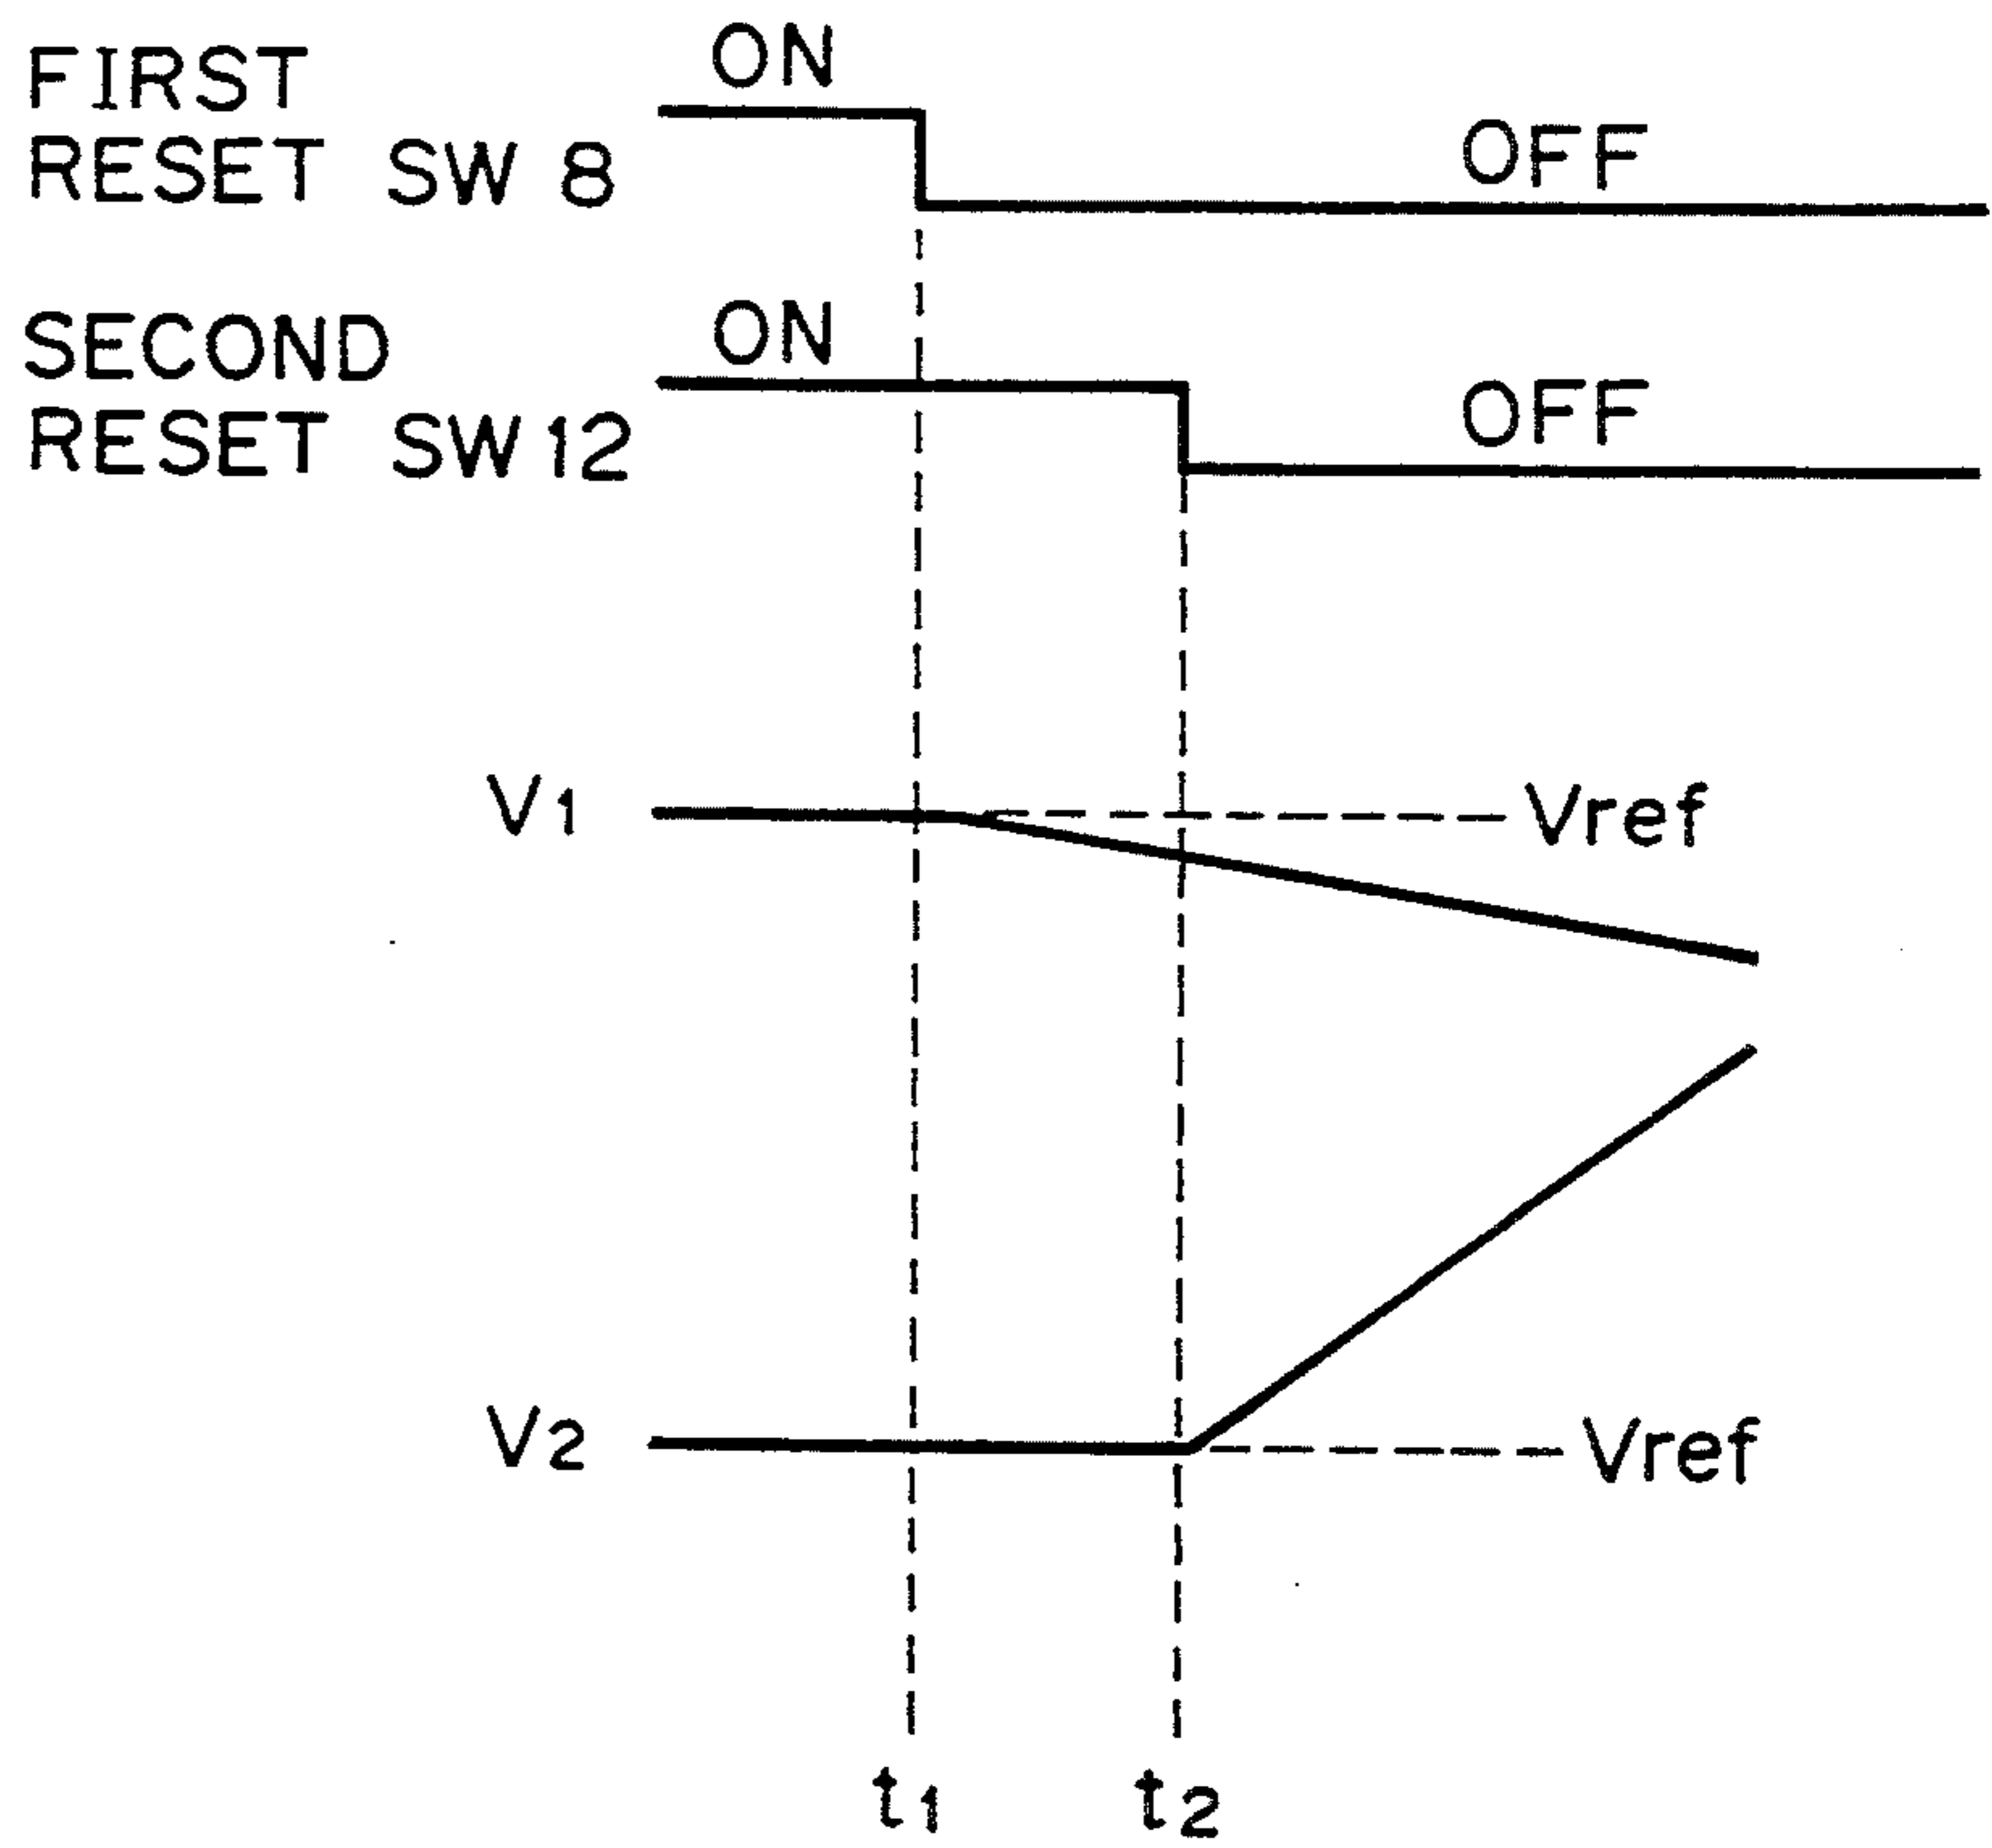 FIRST
RESET SW 8
ON
OFF
SECOND
RESET SW 12
ON
OFF
V1
Vref
V2
Vref
t1
t2